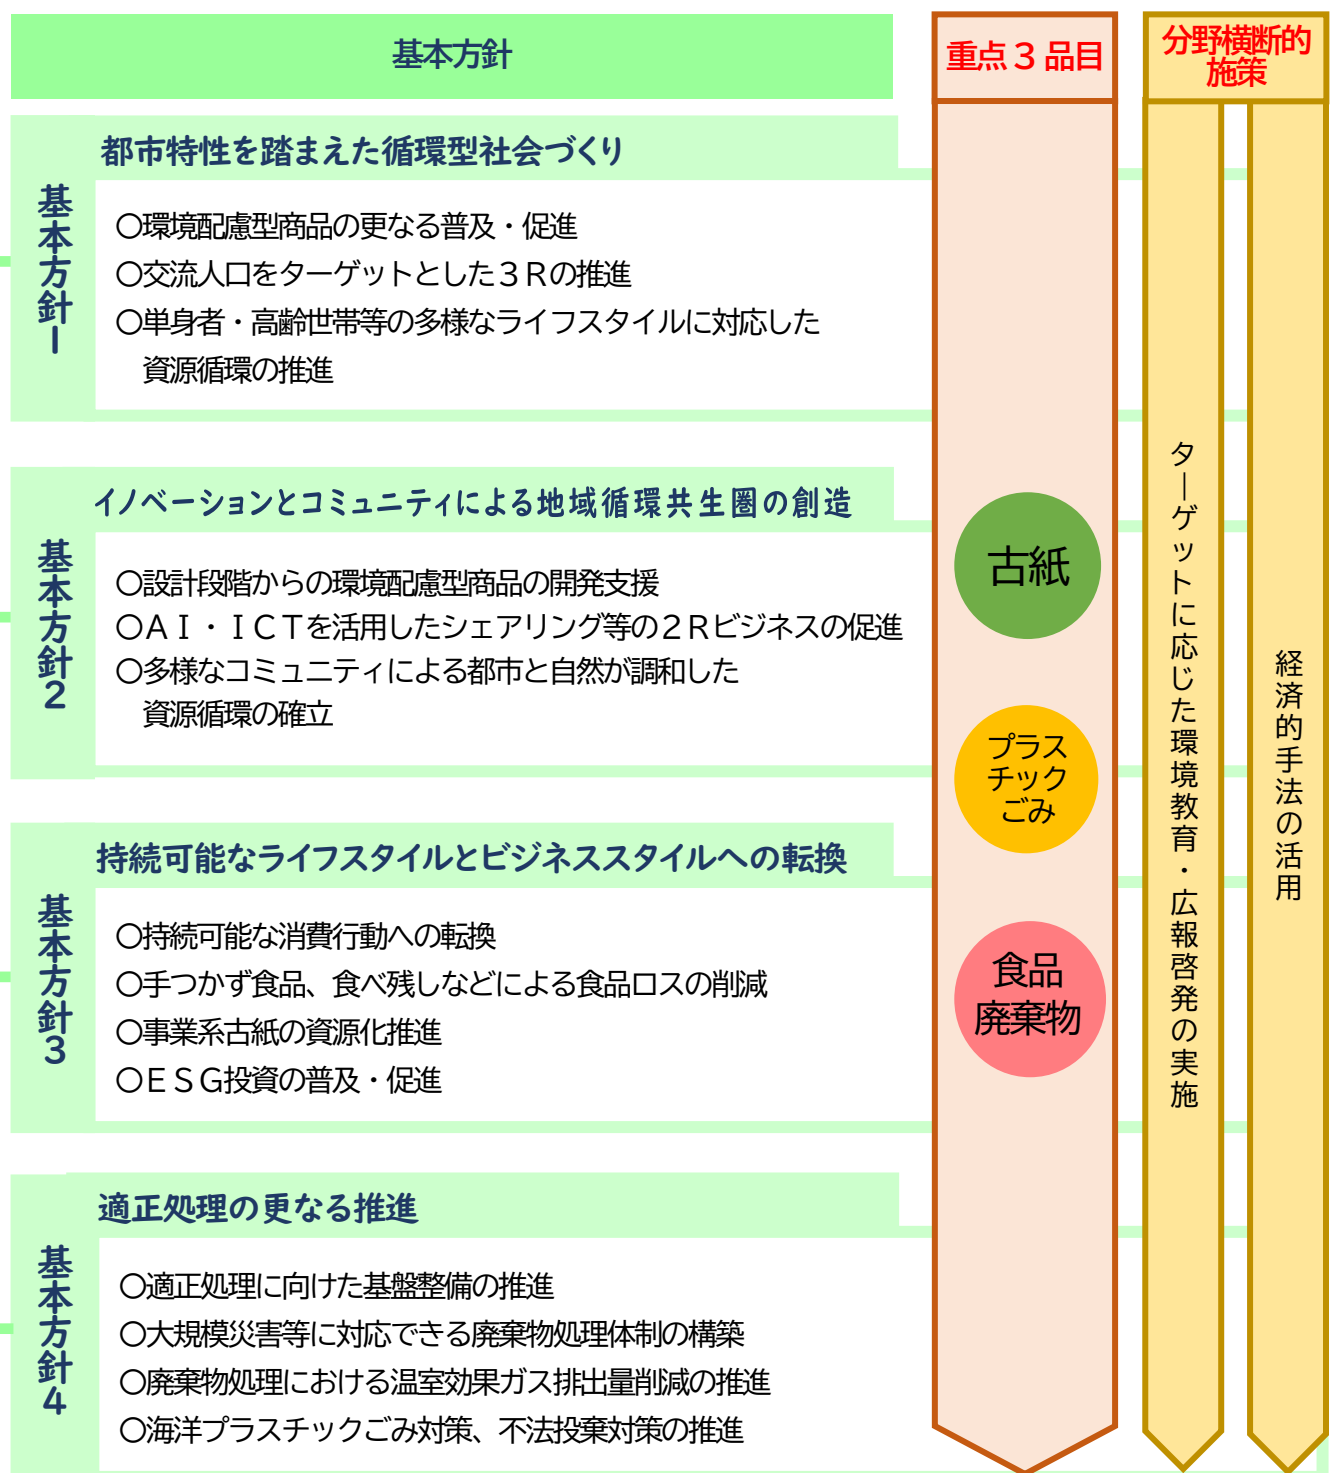 基本方針
重点３品目
分野横断的
施策
基本方針1
都市特性を踏まえた循環型社会づくり
〇環境配慮型商品の更なる普及・促進
〇交流人口をターゲットとした３Ｒの推進
〇単身者・高齢世帯等の多様なライフスタイルに対応した
資源循環の推進
基本方針2
イノベーションとコミュニティによる地域循環共生圏の創造
〇設計段階からの環境配慮型商品の開発支援
〇ＡＩ・ＩＣＴを活用したシェアリング等の２Ｒビジネスの促進
〇多様なコミュニティによる都市と自然が調和した
資源循環の確立
基本方針3
持続可能なライフスタイルとビジネススタイルへの転換
〇持続可能な消費行動への転換
〇手つかず食品、食べ残しなどによる食品ロスの削減
〇事業系古紙の資源化推進
〇ＥＳＧ投資の普及・促進
基本方針4
適正処理の更なる推進
〇適正処理に向けた基盤整備の推進
〇大規模災害等に対応できる廃棄物処理体制の構築
〇廃棄物処理における温室効果ガス排出量削減の推進
〇海洋プラスチックごみ対策、不法投棄対策の推進
古紙
プラス
チック
ごみ
食品
廃棄物
ターゲットに応じた環境教育・広報啓発の実施
経済的手法の活用